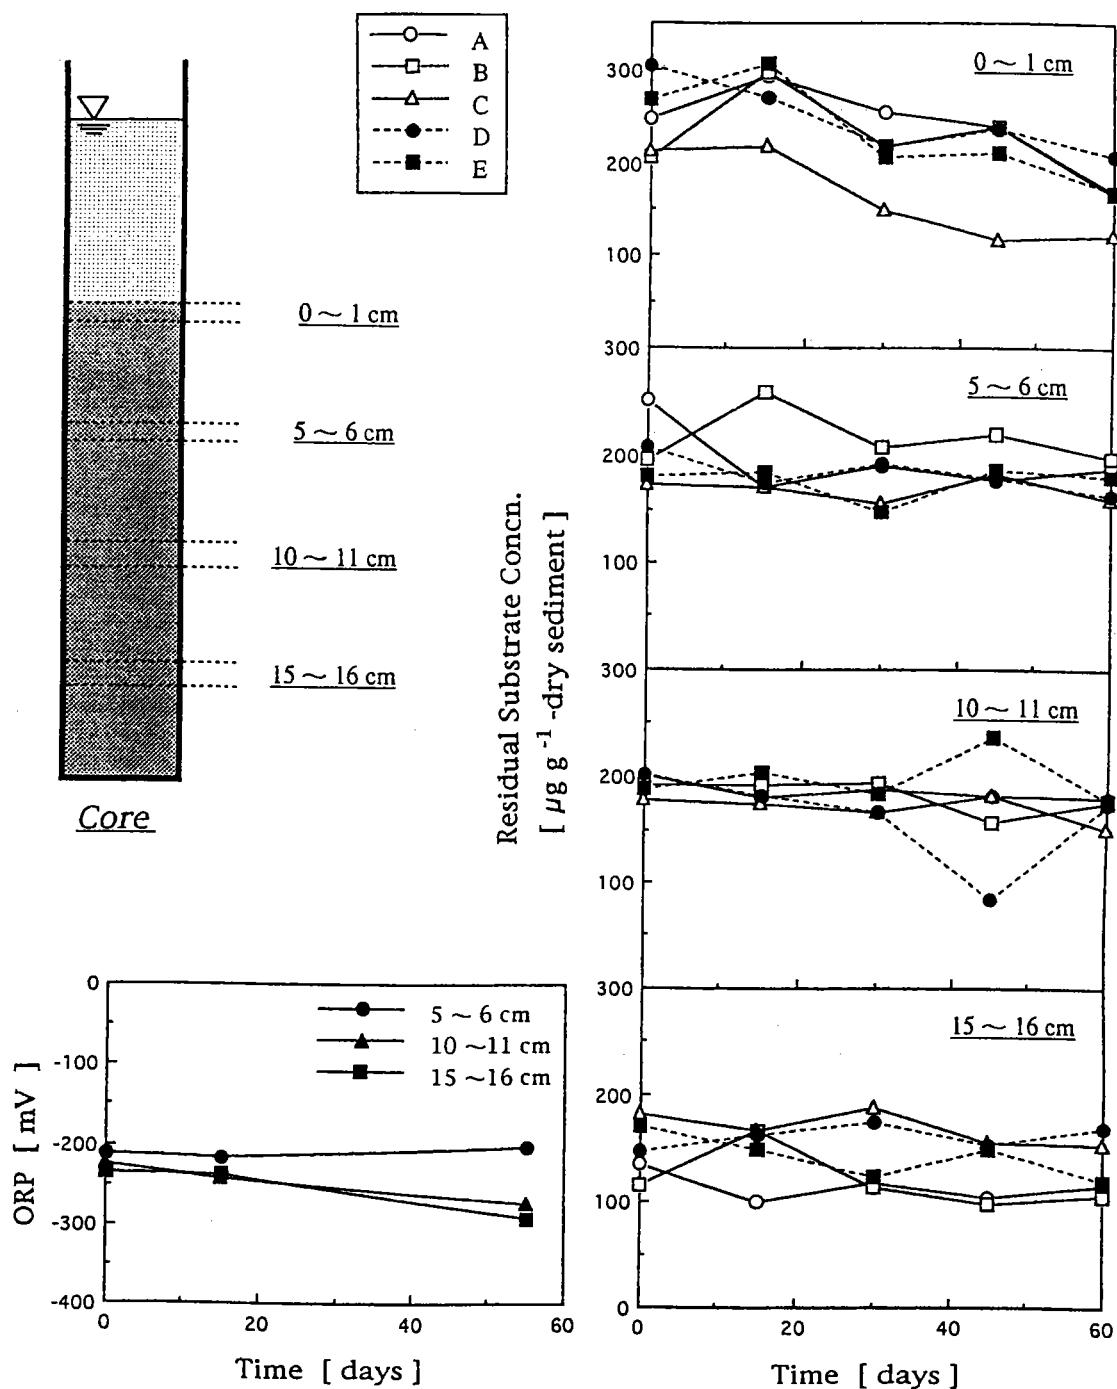 A
B
C
D
E
0 ~ 1 cm
5 ~ 6 cm
10 ~ 11 cm
15 ~ 16 cm
Core
0
-100
-200
-300
-400
ORP [ mV ]
5 ~ 6 cm
10 ~11 cm
15 ~16 cm
0
20
40
60
Time [ days ]
Residual Substrate Concn.
[ µg g -1 -dry sediment ]
0 ~ 1 cm
300
200
100
300
5 ~ 6 cm
200
100
300
10 ~ 11 cm
200
100
300
15 ~ 16 cm
200
100
0
0
20
40
60
Time [ days ]